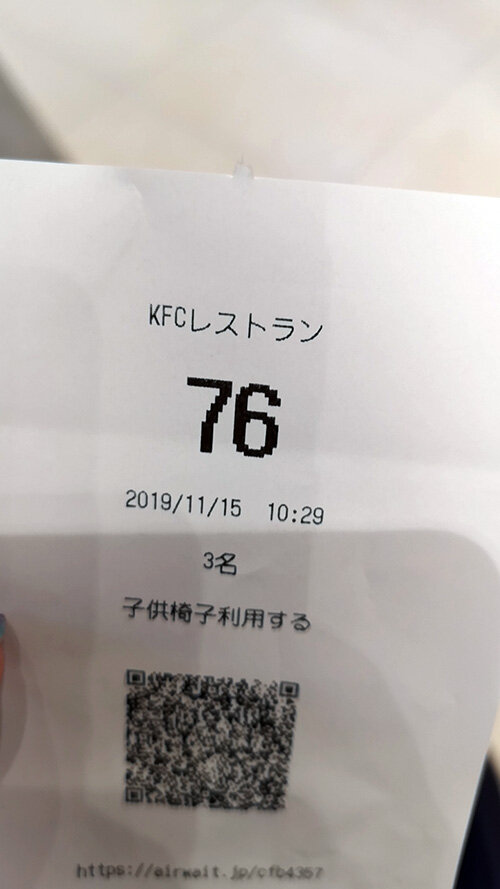 KFCレストラン
76
2019/11/15 10:29
3名
子供椅子利用する
https://airwait.jp/cfb4357